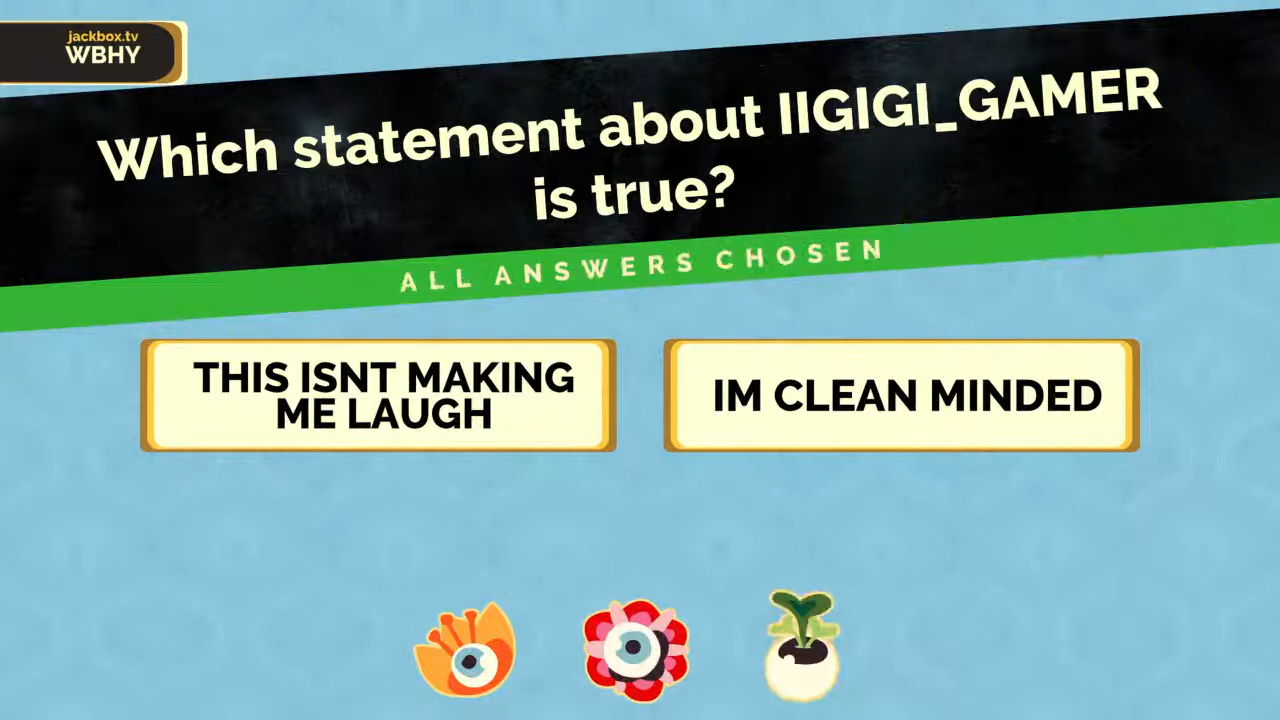 jackbox.tv
WBHY
Which statement about IIGIGI_GAMER
is true?
ALL ANSWERS CHOSEN
THIS ISNT MAKING
ME LAUGH
IM CLEAN MINDED